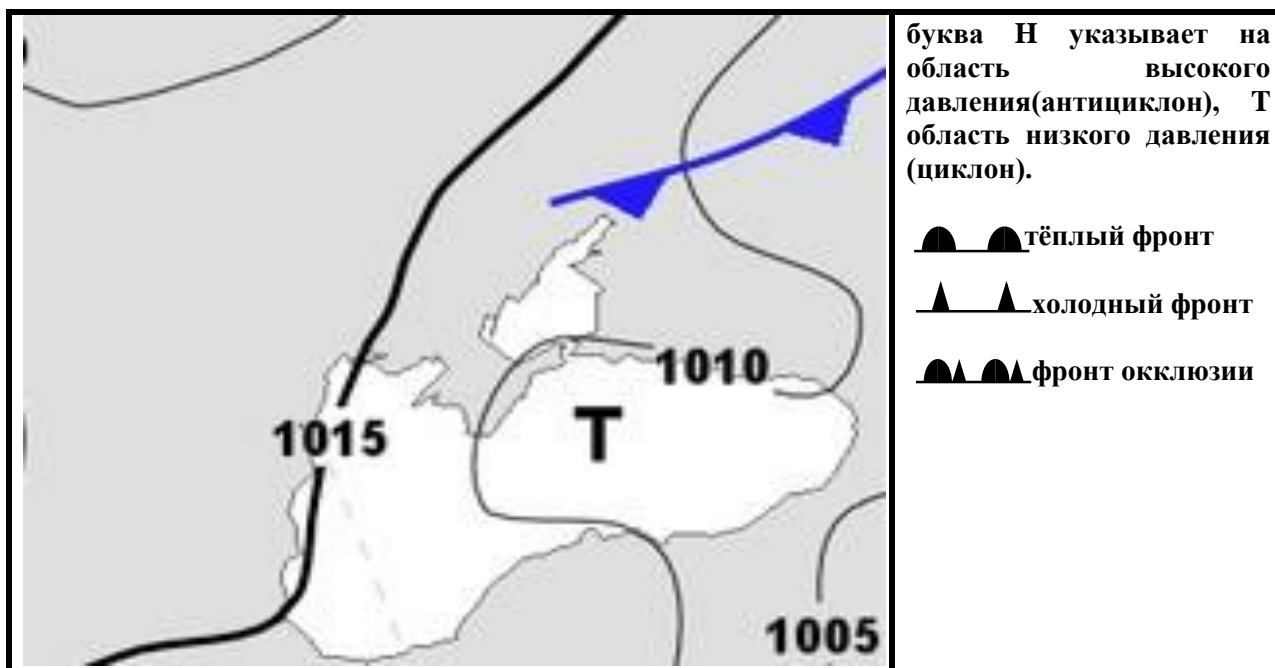 буква Н указывает на
область высокого
давления(антициклон), Т
область низкого давления
(циклон).
тёплый фронт
холодный фронт
фронт окклюзии
1010
Т
1015
1005